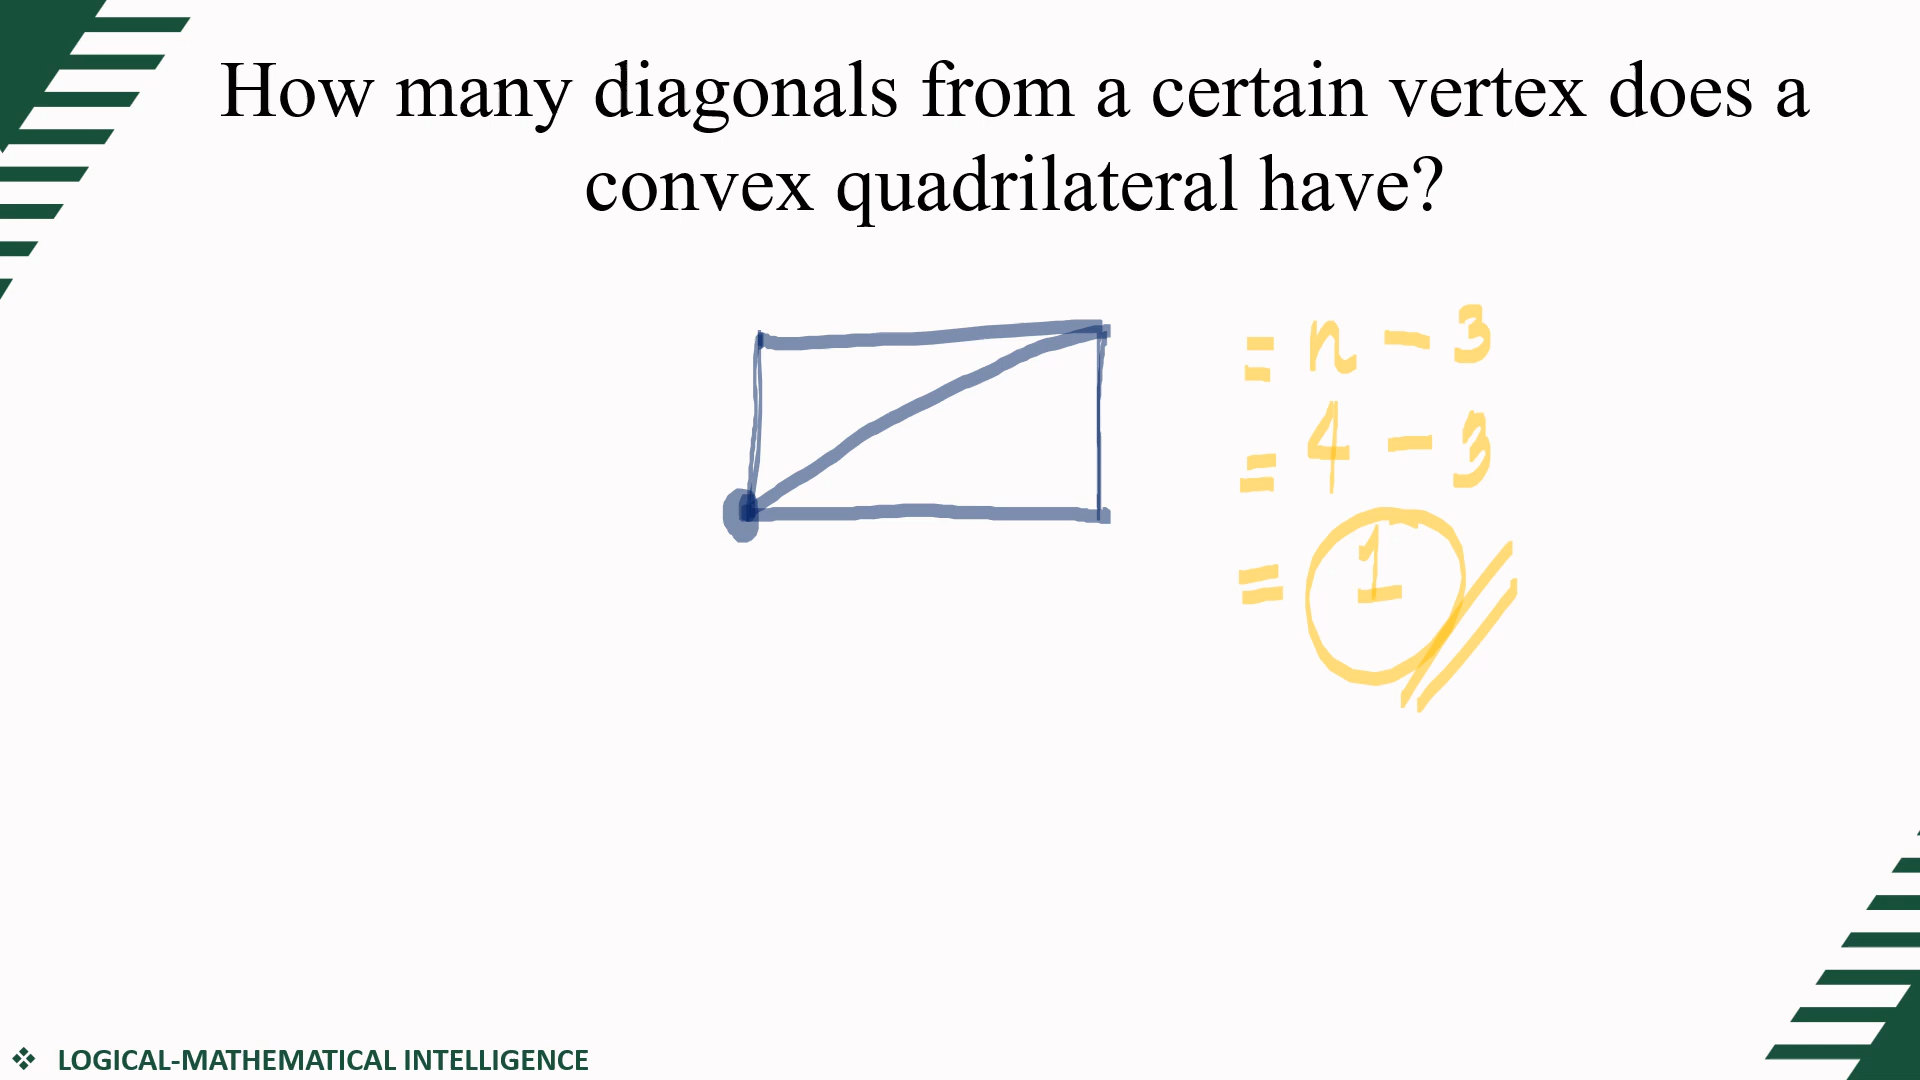 How many diagonals from a certain vertex does a
convex quadrilateral have?
= n - 3
= 4 - 3
= 1
❖ LOGICAL-MATHEMATICAL INTELLIGENCE